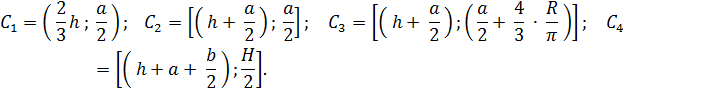 C₁ = (2/3 h ; a/2); C₂ = [(h + a/2); a/2]; C₃ = [(h + a/2); (a/2 + 4/3 · R/π)]; C₄
= [(h + a + b/2); H/2].